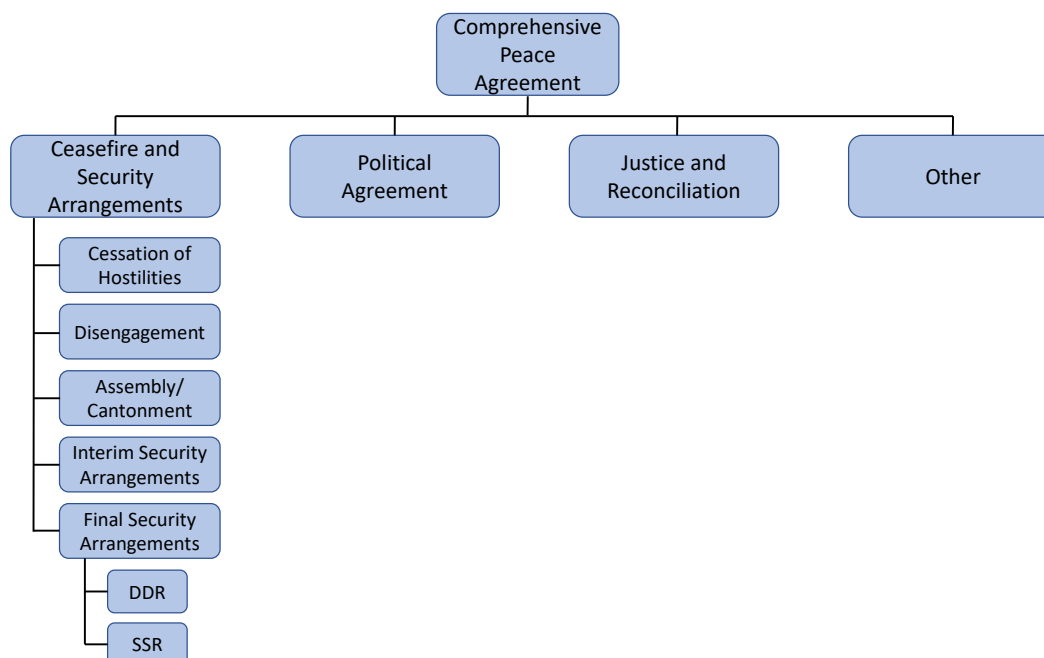 Comprehensive
Peace
Agreement
Ceasefire and
Security
Arrangements
Political
Agreement
Justice and
Reconciliation
Other
Cessation of
Hostilities
Disengagement
Assembly/
Cantonment
Interim Security
Arrangements
Final Security
Arrangements
DDR
SSR